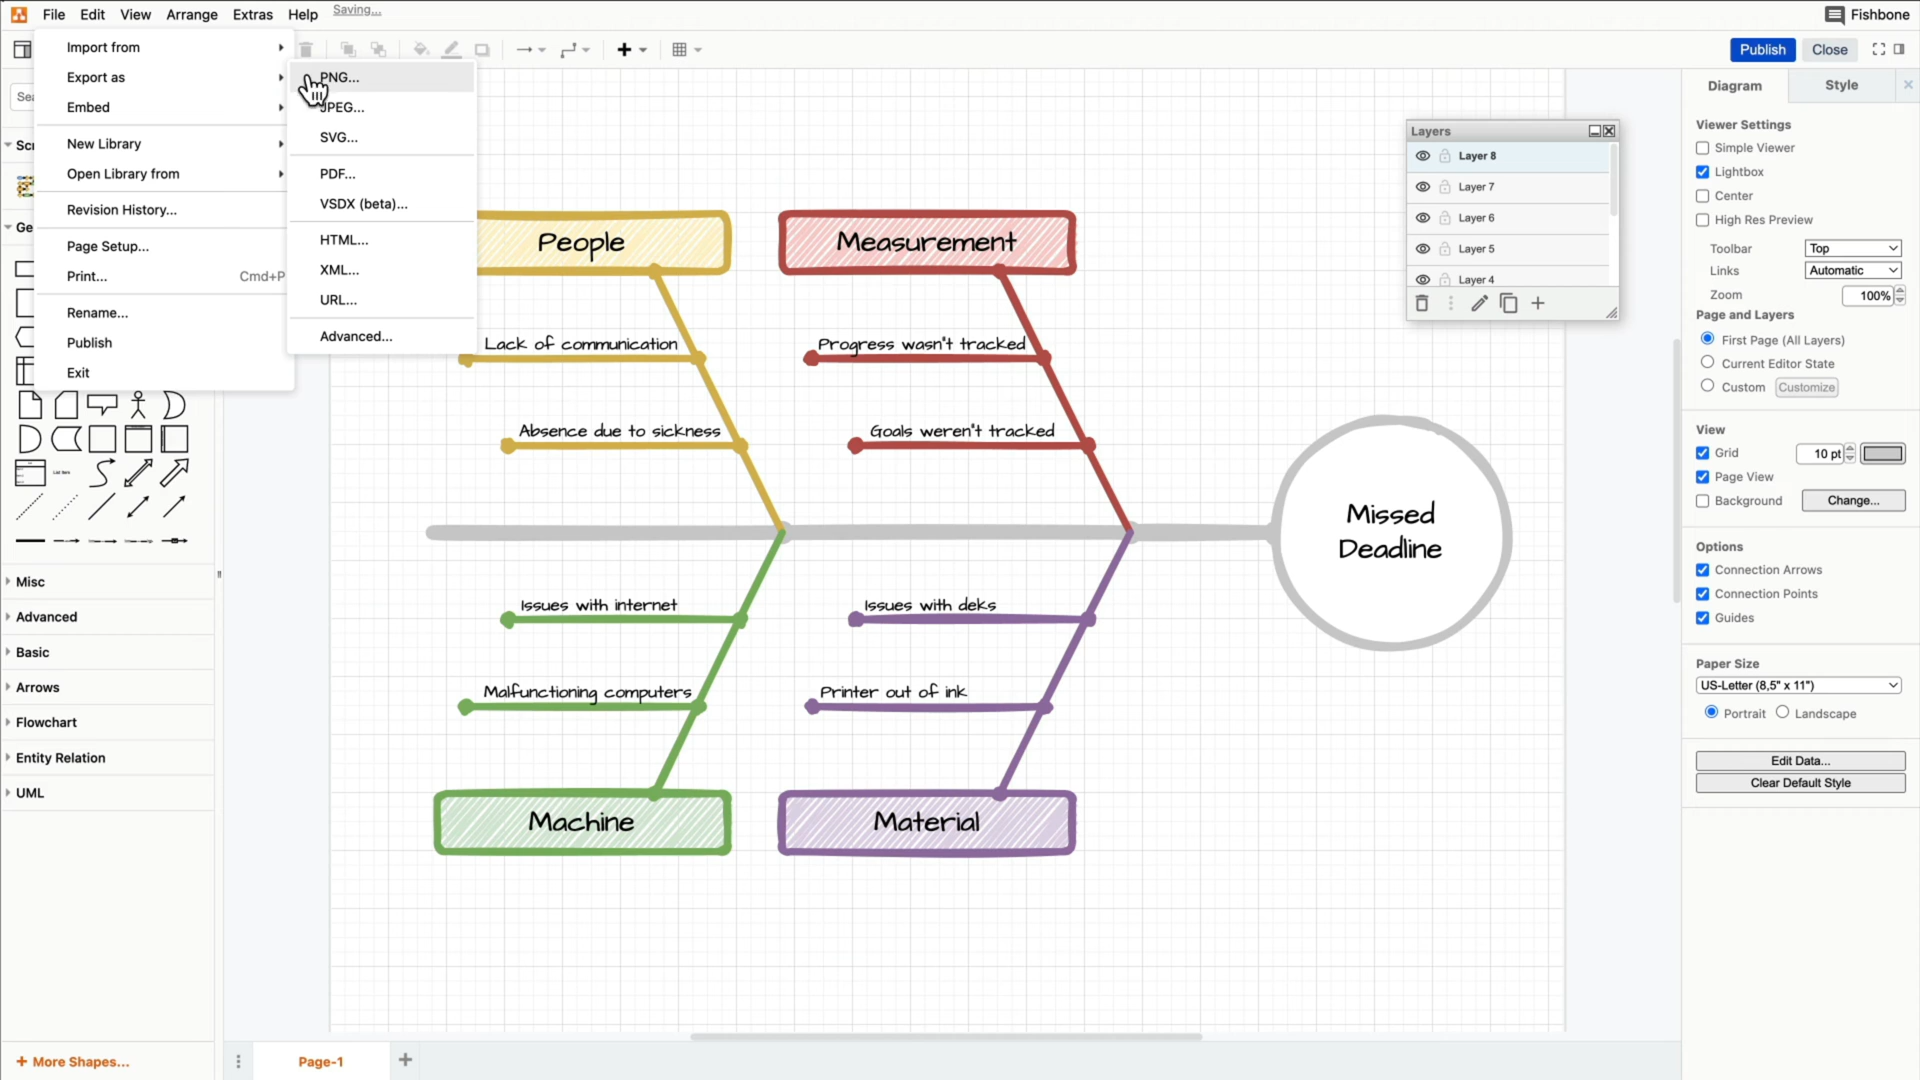 File Edit View Arrange Extras Help Saving...
Fishbone
Publish Close
Import from
Export as
Embed
New Library
Open Library from
Revision History...
Page Setup...
Print... Cmd+P
Rename...
Publish
Exit
PNG...
JPEG...
SVG...
PDF...
VSDX (beta)...
HTML...
XML...
URL...
Advanced...
Sea
Scr
Ge
List Item
Misc
Advanced
Basic
Arrows
Flowchart
Entity Relation
UML
+ More Shapes...
People
Measurement
Lack of communication
Progress wasn't tracked
Absence due to sickness
Goals weren't tracked
Missed
Deadline
Issues with internet
Issues with deks
Malfunctioning computers
Printer out of ink
Machine
Material
Layers
Layer 8
Layer 7
Layer 6
Layer 5
Layer 4
Page-1
Diagram Style
Viewer Settings
Simple Viewer
Lightbox
Center
High Res Preview
Toolbar Top
Links Automatic
Zoom 100%
Page and Layers
First Page (All Layers)
Current Editor State
Custom Customize
View
Grid 10 pt
Page View
Background Change...
Options
Connection Arrows
Connection Points
Guides
Paper Size
US-Letter (8,5" x 11")
Portrait Landscape
Edit Data...
Clear Default Style